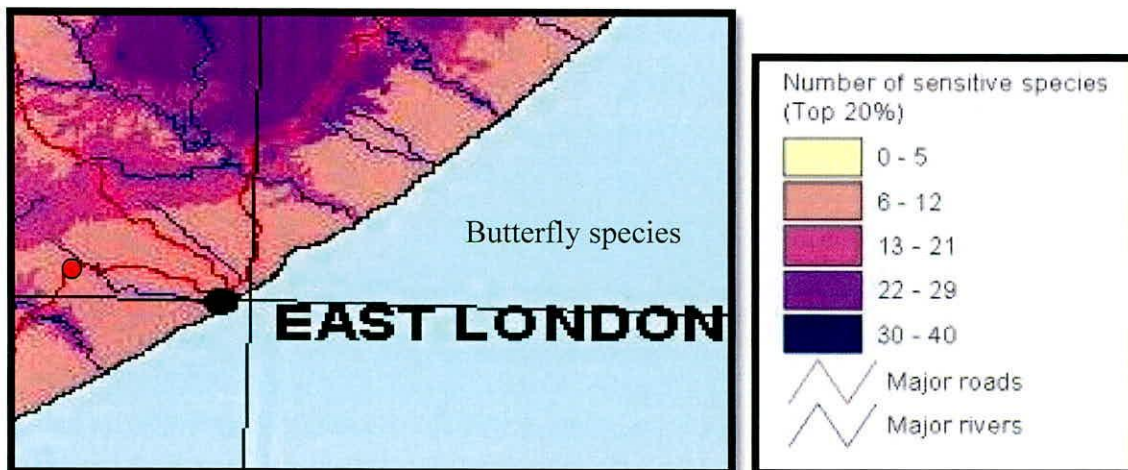 Butterfly species
EAST LONDON
Number of sensitive species
(Top 20%)
0 - 5
6 - 12
13 - 21
22 - 29
30 - 40
Major roads
Major rivers